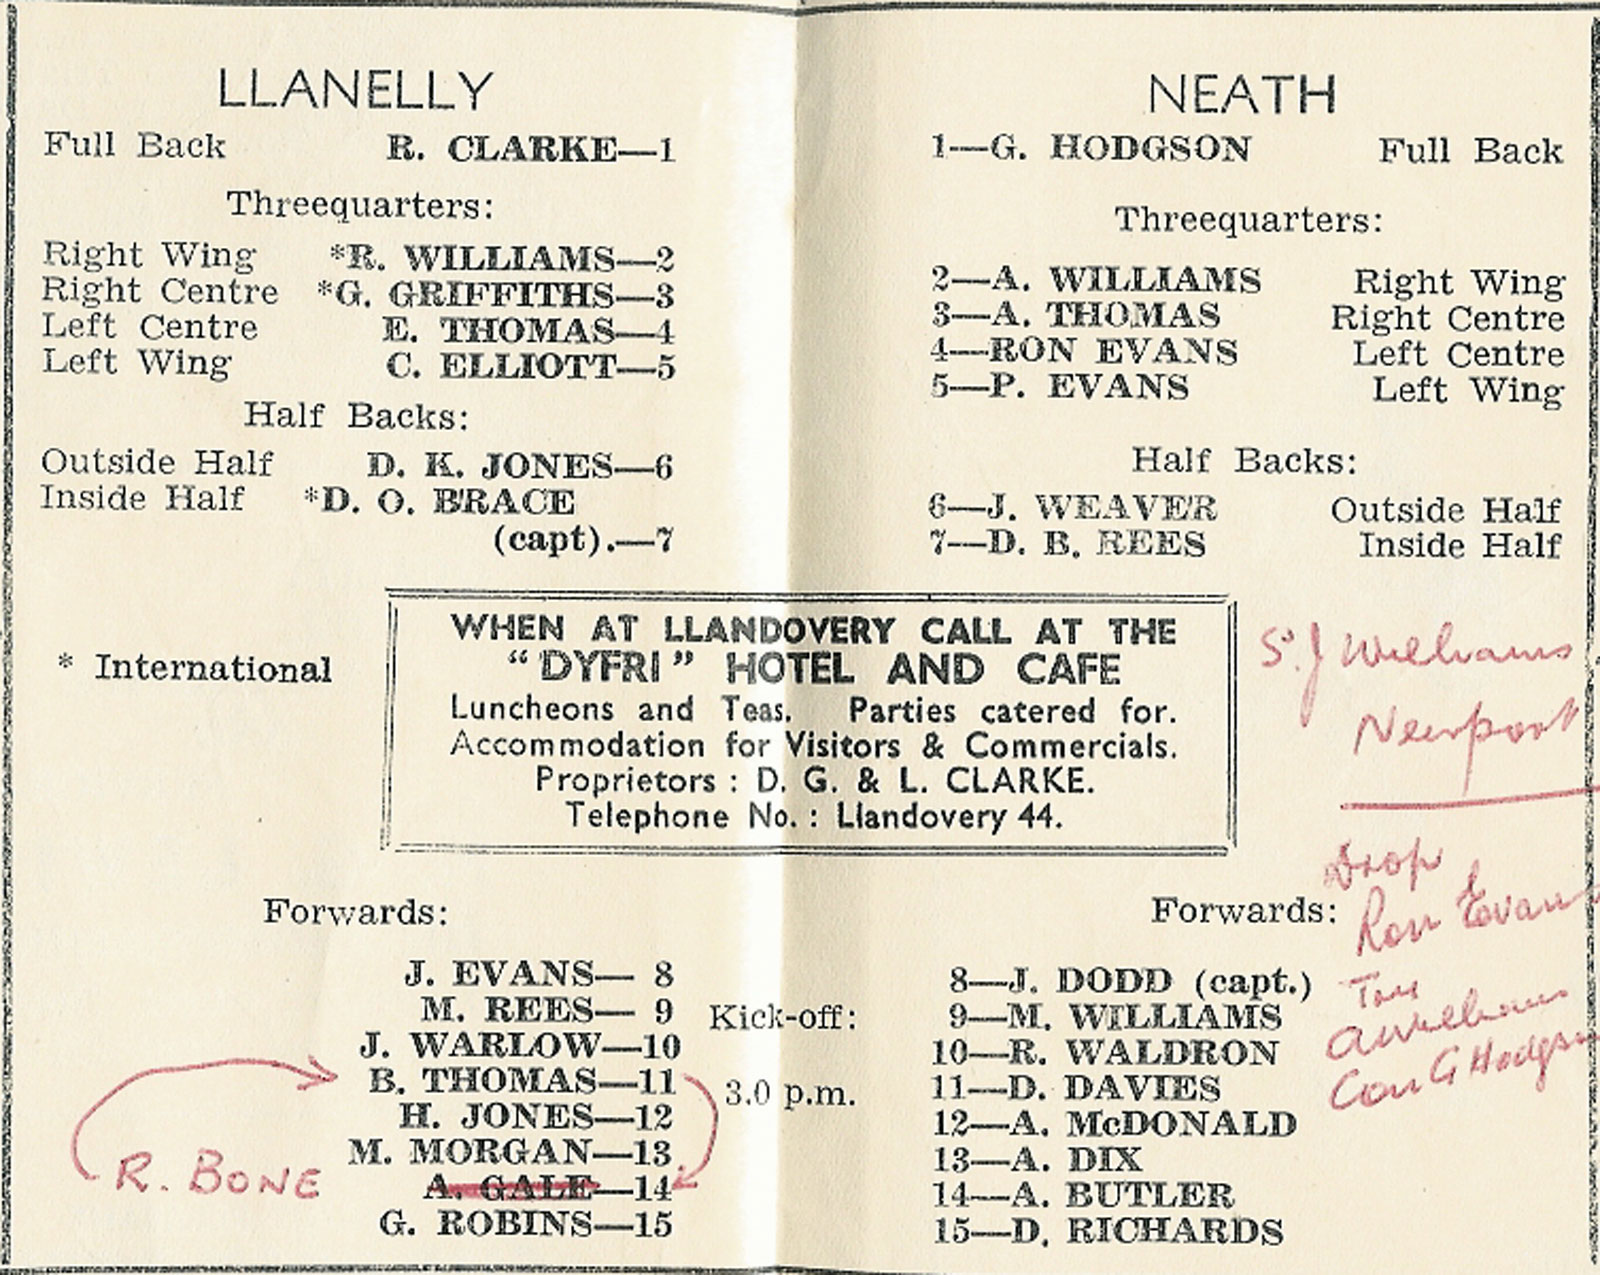 LLANELLY
Full Back R. CLARKE—1
Threequarters:
Right Wing *R. WILLIAMS—2
Right Centre *G. GRIFFITHS—3
Left Centre E. THOMAS—4
Left Wing C. ELLIOTT—5
Half Backs:
Outside Half D. K. JONES—6
Inside Half *D. O. BRACE
(capt).—7
* International
NEATH
1—G. HODGSON Full Back
Threequarters:
2—A. WILLIAMS Right Wing
3—A. THOMAS Right Centre
4—RON EVANS Left Centre
5—P. EVANS Left Wing
Half Backs:
6—J. WEAVER Outside Half
7—D. B. REES Inside Half
WHEN AT LLANDOVERY CALL AT THE
“DYFRI” HOTEL AND CAFE
Luncheons and Teas. Parties catered for.
Accommodation for Visitors & Commercials.
Proprietors : D. G. & L. CLARKE.
Telephone No. : Llandovery 44.
S. J Williams
Newport
Drop
Ron Evans
Try
A Williams
Con G Hodgson
Forwards:
J. EVANS— 8
M. REES— 9
J. WARLOW—10
B. THOMAS—11
H. JONES—12
M. MORGAN—13
A. GALE—14
G. ROBINS—15
R. BONE
Kick-off:
3.0 p.m.
Forwards:
8—J. DODD (capt.)
9—M. WILLIAMS
10—R. WALDRON
11—D. DAVIES
12—A. McDONALD
13—A. DIX
14—A. BUTLER
15—D. RICHARDS